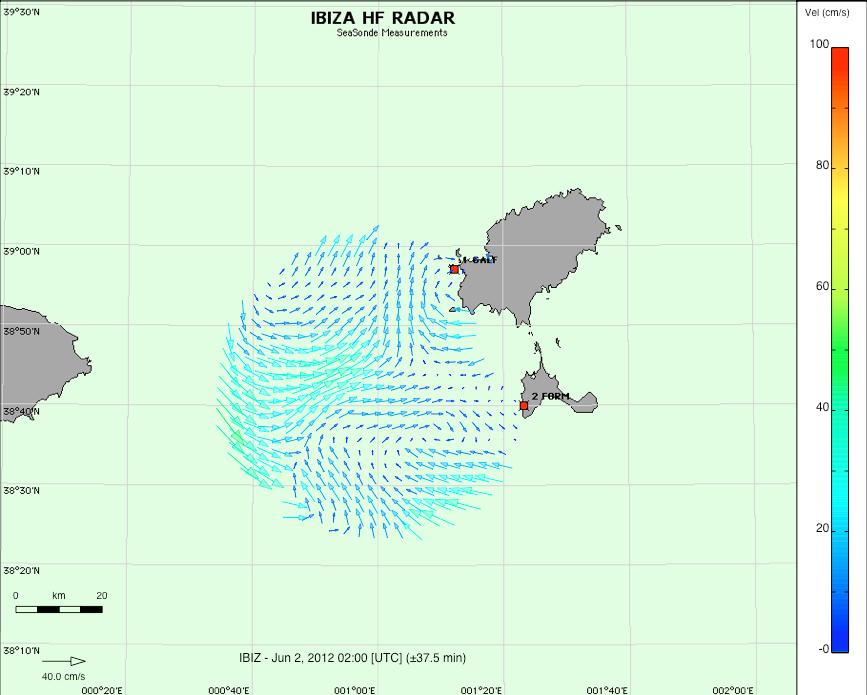 IBIZA HF RADAR
SeaSonde Measurements
Vel (cm/s)
39°30'N
39°20'N
39°10'N
39°00'N
38°50'N
38°40'N
38°30'N
38°20'N
38°10'N
100
80
60
40
20
-0
1 GALF
2 FORM
0 km 20
40.0 cm/s
IBIZ - Jun 2, 2012 02:00 [UTC] (±37.5 min)
000°20'E 000°40'E 001°00'E 001°20'E 001°40'E 002°00'E